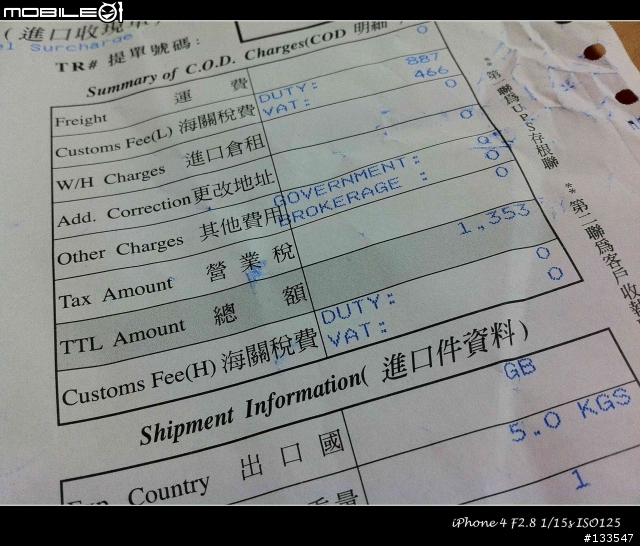 MOBILE01
(進口收現
el Surcharge
TR# 提單號碼:
Summary of C.O.D. Charges(COD 明細
Freight 運費 0
Customs Fee(L) 海關稅費 DUTY: 887
VAT: 466
W/H Charges 進口倉租 0
Add. Correction 更改地址 0
Other Charges 其他費用 GOVERNMENT: 0
BROKERAGE : 0
Tax Amount 營業稅 0
TTL Amount 總額 1,353
Customs Fee(H) 海關稅費 DUTY: 0
VAT: 0
Shipment Information( 進口件資料)
Country 出口國 GB
重量 5.0 KGS
1
**第一聯為UPS存根聯
**第二聯為客戶收執
iPhone 4 F2.8 1/15s ISO125
#133547